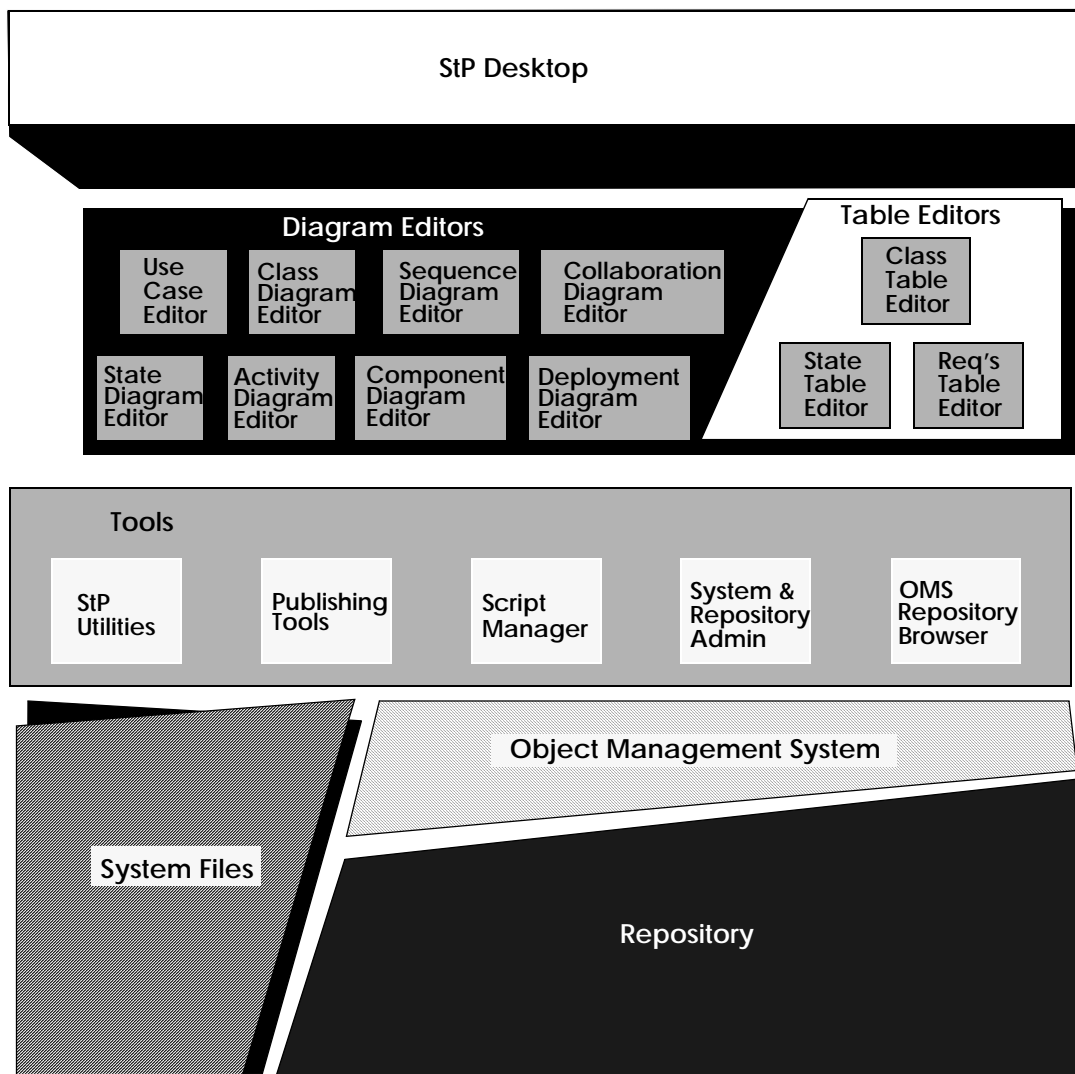 StP Desktop
Diagram Editors
Use
Case
Editor
Class
Diagram
Editor
Sequence
Diagram
Editor
Collaboration
Diagram
Editor
State
Diagram
Editor
Activity
Diagram
Editor
Component
Diagram
Editor
Deployment
Diagram
Editor
Table Editors
Class
Table
Editor
State
Table
Editor
Req's
Table
Editor
Tools
StP
Utilities
Publishing
Tools
Script
Manager
System &
Repository
Admin
OMS
Repository
Browser
Object Management System
System Files
Repository